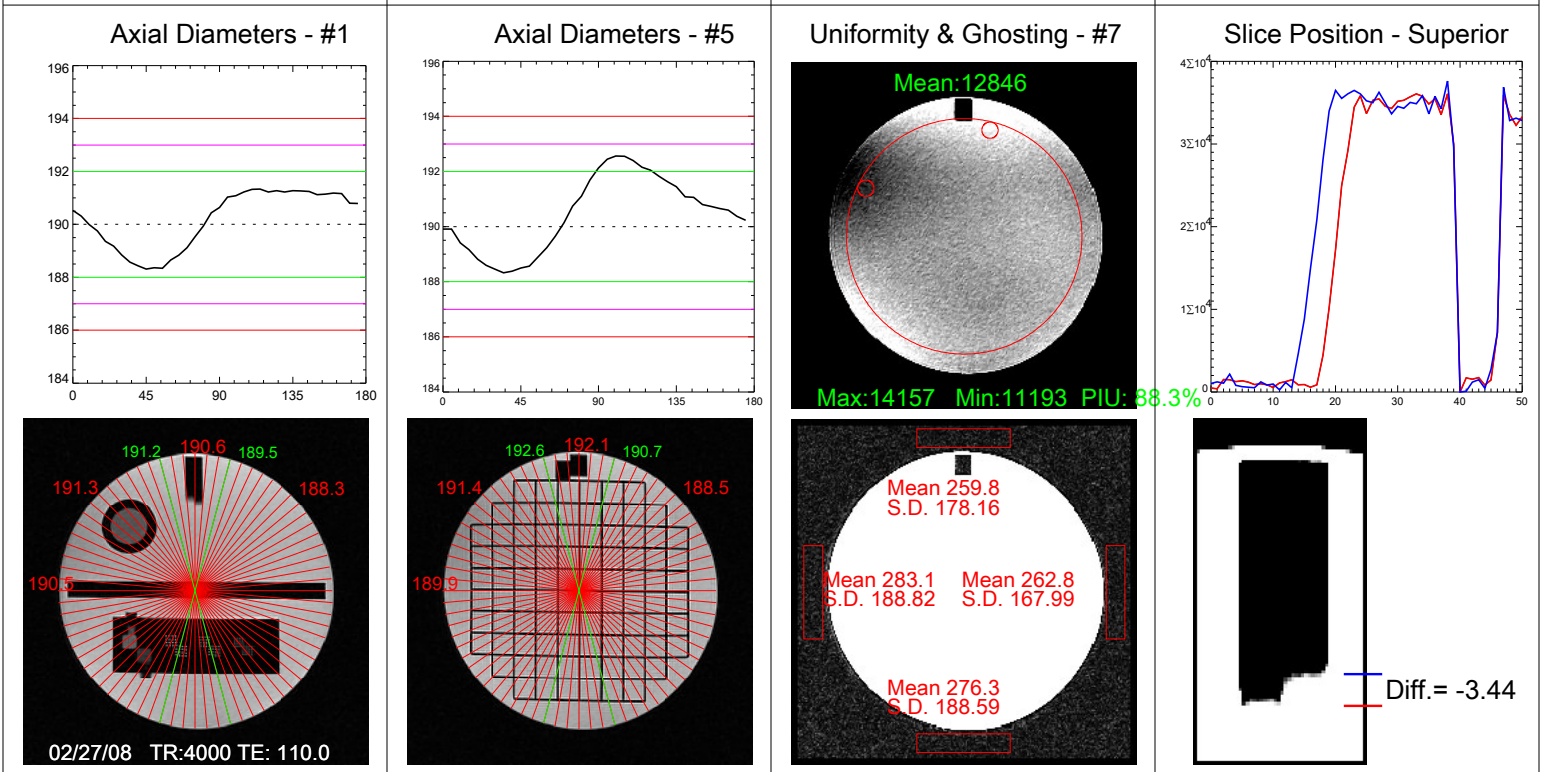 Axial Diameters - #1
196
194
192
190
188
186
184
0 45 90 135 180
191.2 190.6 189.5
191.3 188.3
190.5
02/27/08 TR:4000 TE: 110.0
Axial Diameters - #5
196
194
192
190
188
186
184
0 45 90 135 180
192.6 192.1 190.7
191.4 188.5
189.9
Uniformity & Ghosting - #7
Mean:12846
Max:14157 Min:11193 PIU: 88.3%
Mean 259.8
S.D. 178.16
Mean 283.1 Mean 262.8
S.D. 188.82 S.D. 167.99
Mean 276.3
S.D. 188.59
Slice Position - Superior
4Σ10⁴
3Σ10⁴
2Σ10⁴
1Σ10⁴
0
0 10 20 30 40 50
Diff.= -3.44